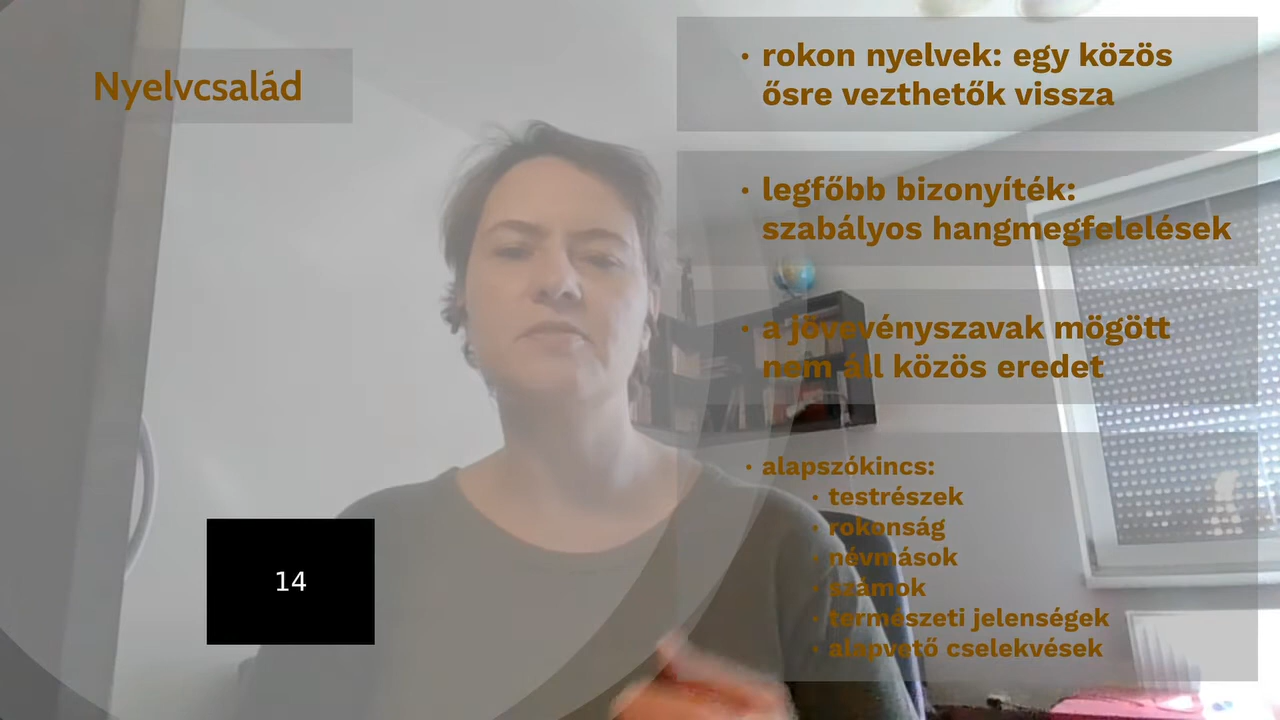 Nyelvcsalád
• rokon nyelvek: egy közös
ősre vezthetők vissza
• legfőbb bizonyíték:
szabályos hangmegfelelések
• a jövevényszavak mögött
nem áll közös eredet
• alapszókincs:
• testrészek
• rokonság
• névmások
• számok
• természeti jelenségek
• alapvető cselekvések
14